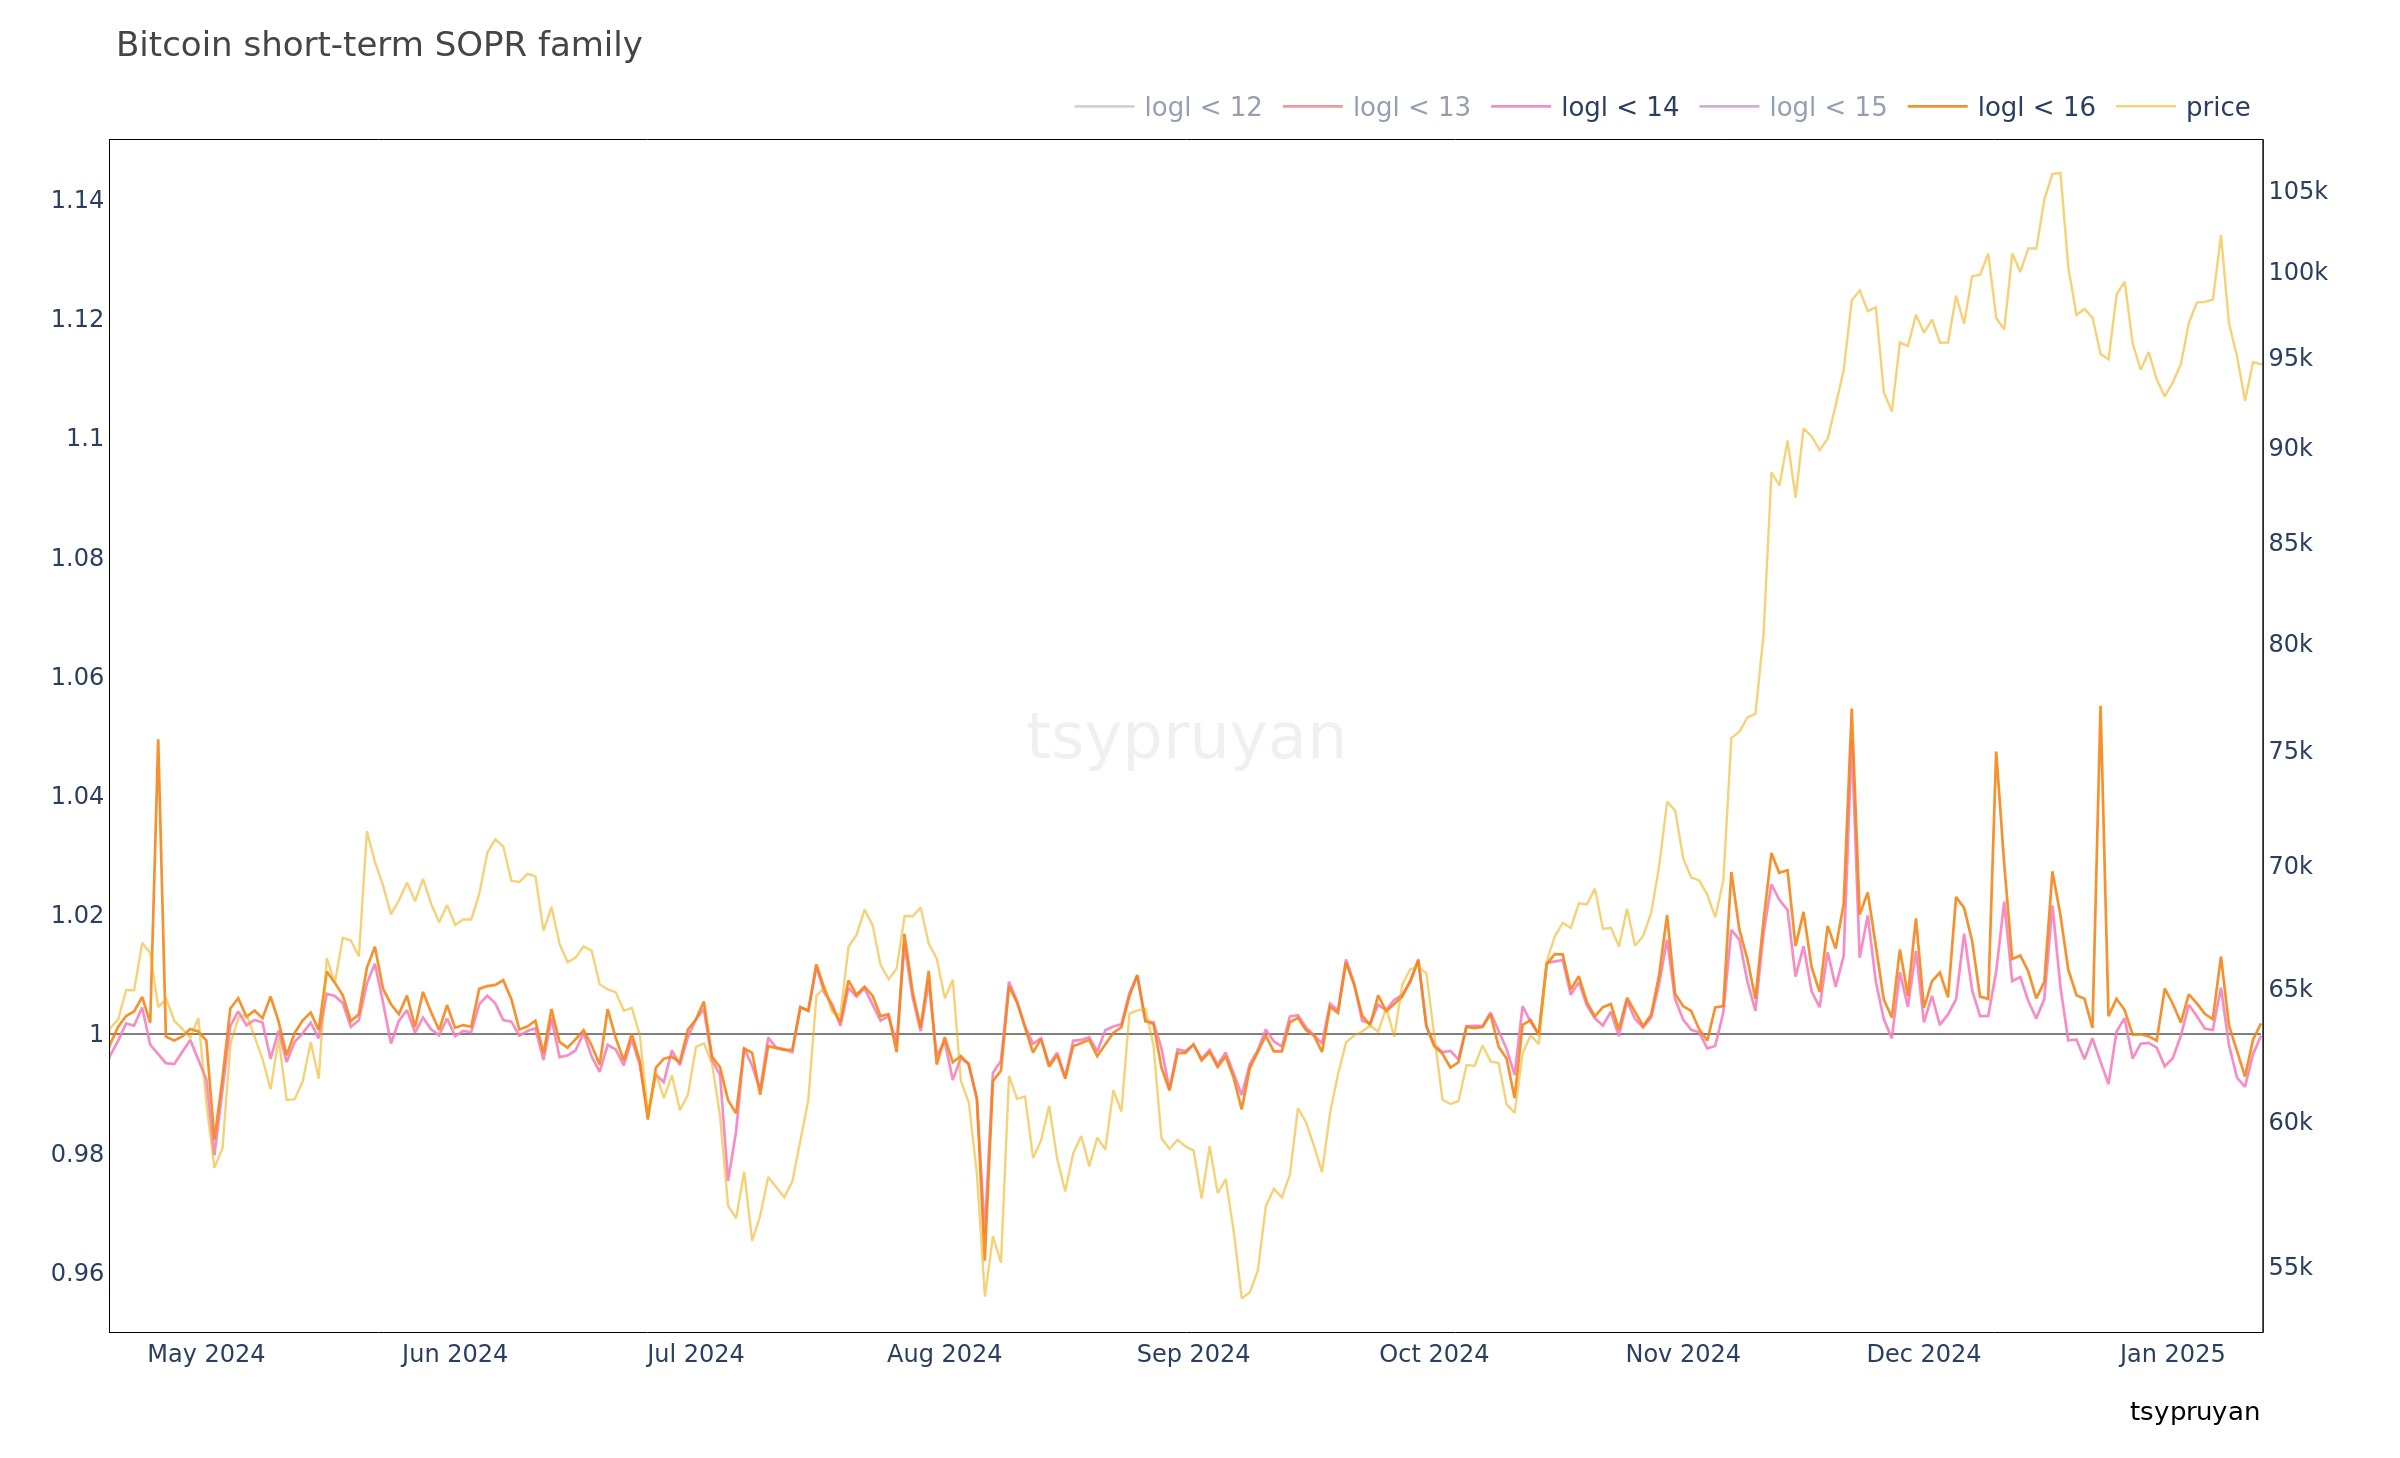 Bitcoin short-term SOPR family
logl < 12 logl < 13 logl < 14 logl < 15 logl < 16 price
1.14
1.12
1.1
1.08
1.06
1.04
1.02
1
0.98
0.96
105k
100k
95k
90k
85k
80k
75k
70k
65k
60k
55k
tsypruyan
May 2024 Jun 2024 Jul 2024 Aug 2024 Sep 2024 Oct 2024 Nov 2024 Dec 2024 Jan 2025
tsypruyan